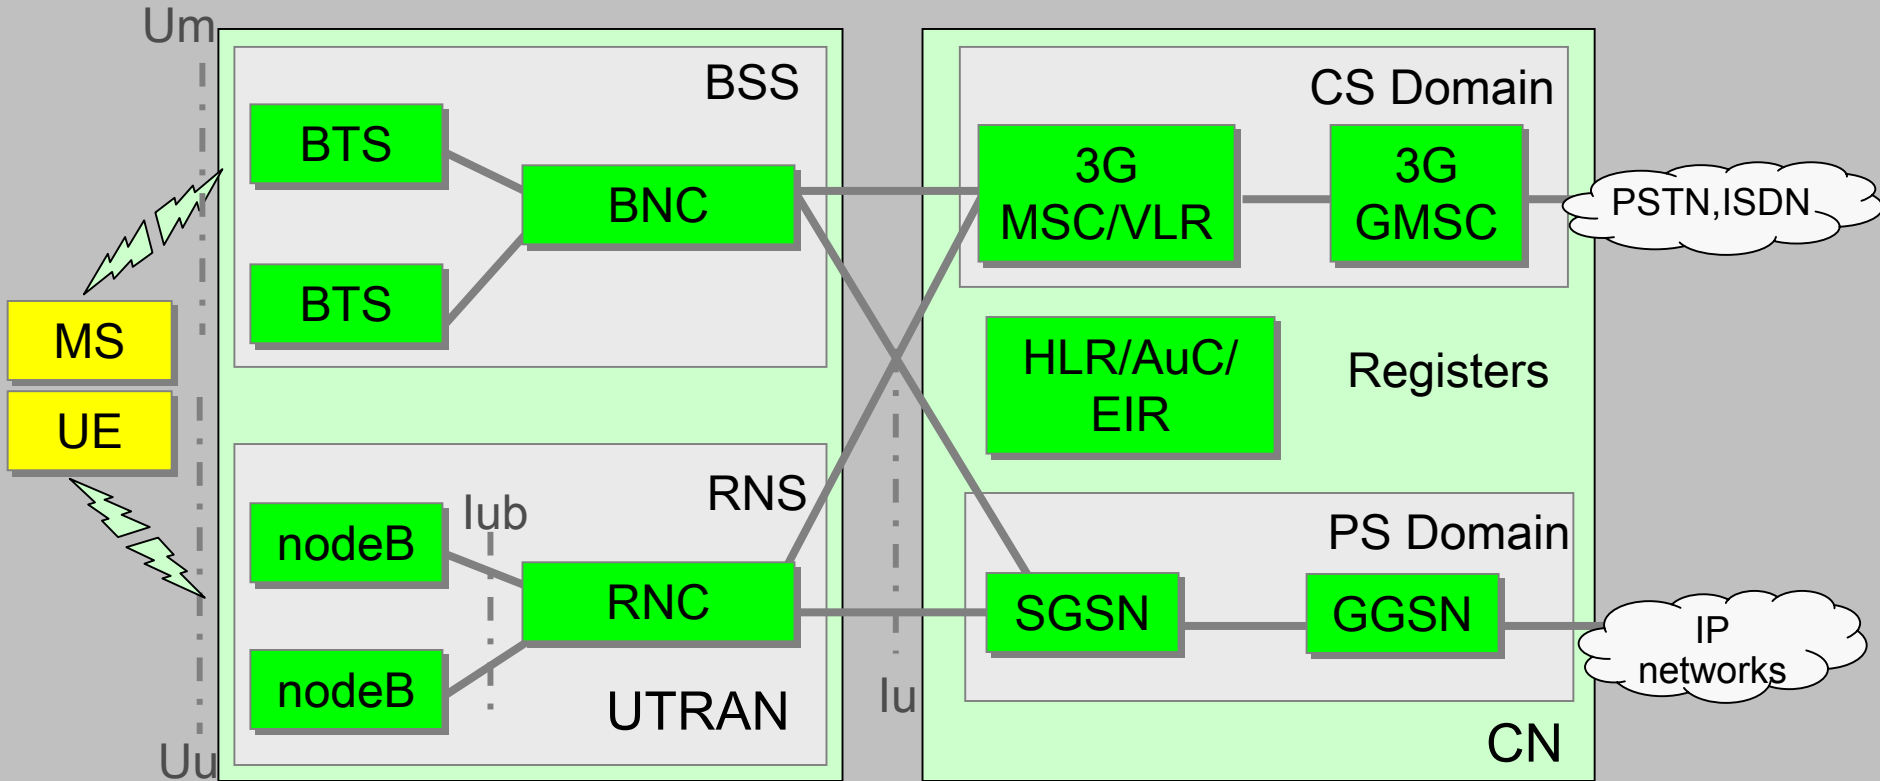 Um
BSS
CS Domain
BTS
BNC
3G
MSC/VLR
3G
GMSC
PSTN,ISDN
BTS
MS
UE
HLR/AuC/
EIR
Registers
RNS
Iub
nodeB
RNC
nodeB
UTRAN
Uu
Iu
PS Domain
SGSN
GGSN
IP
networks
CN